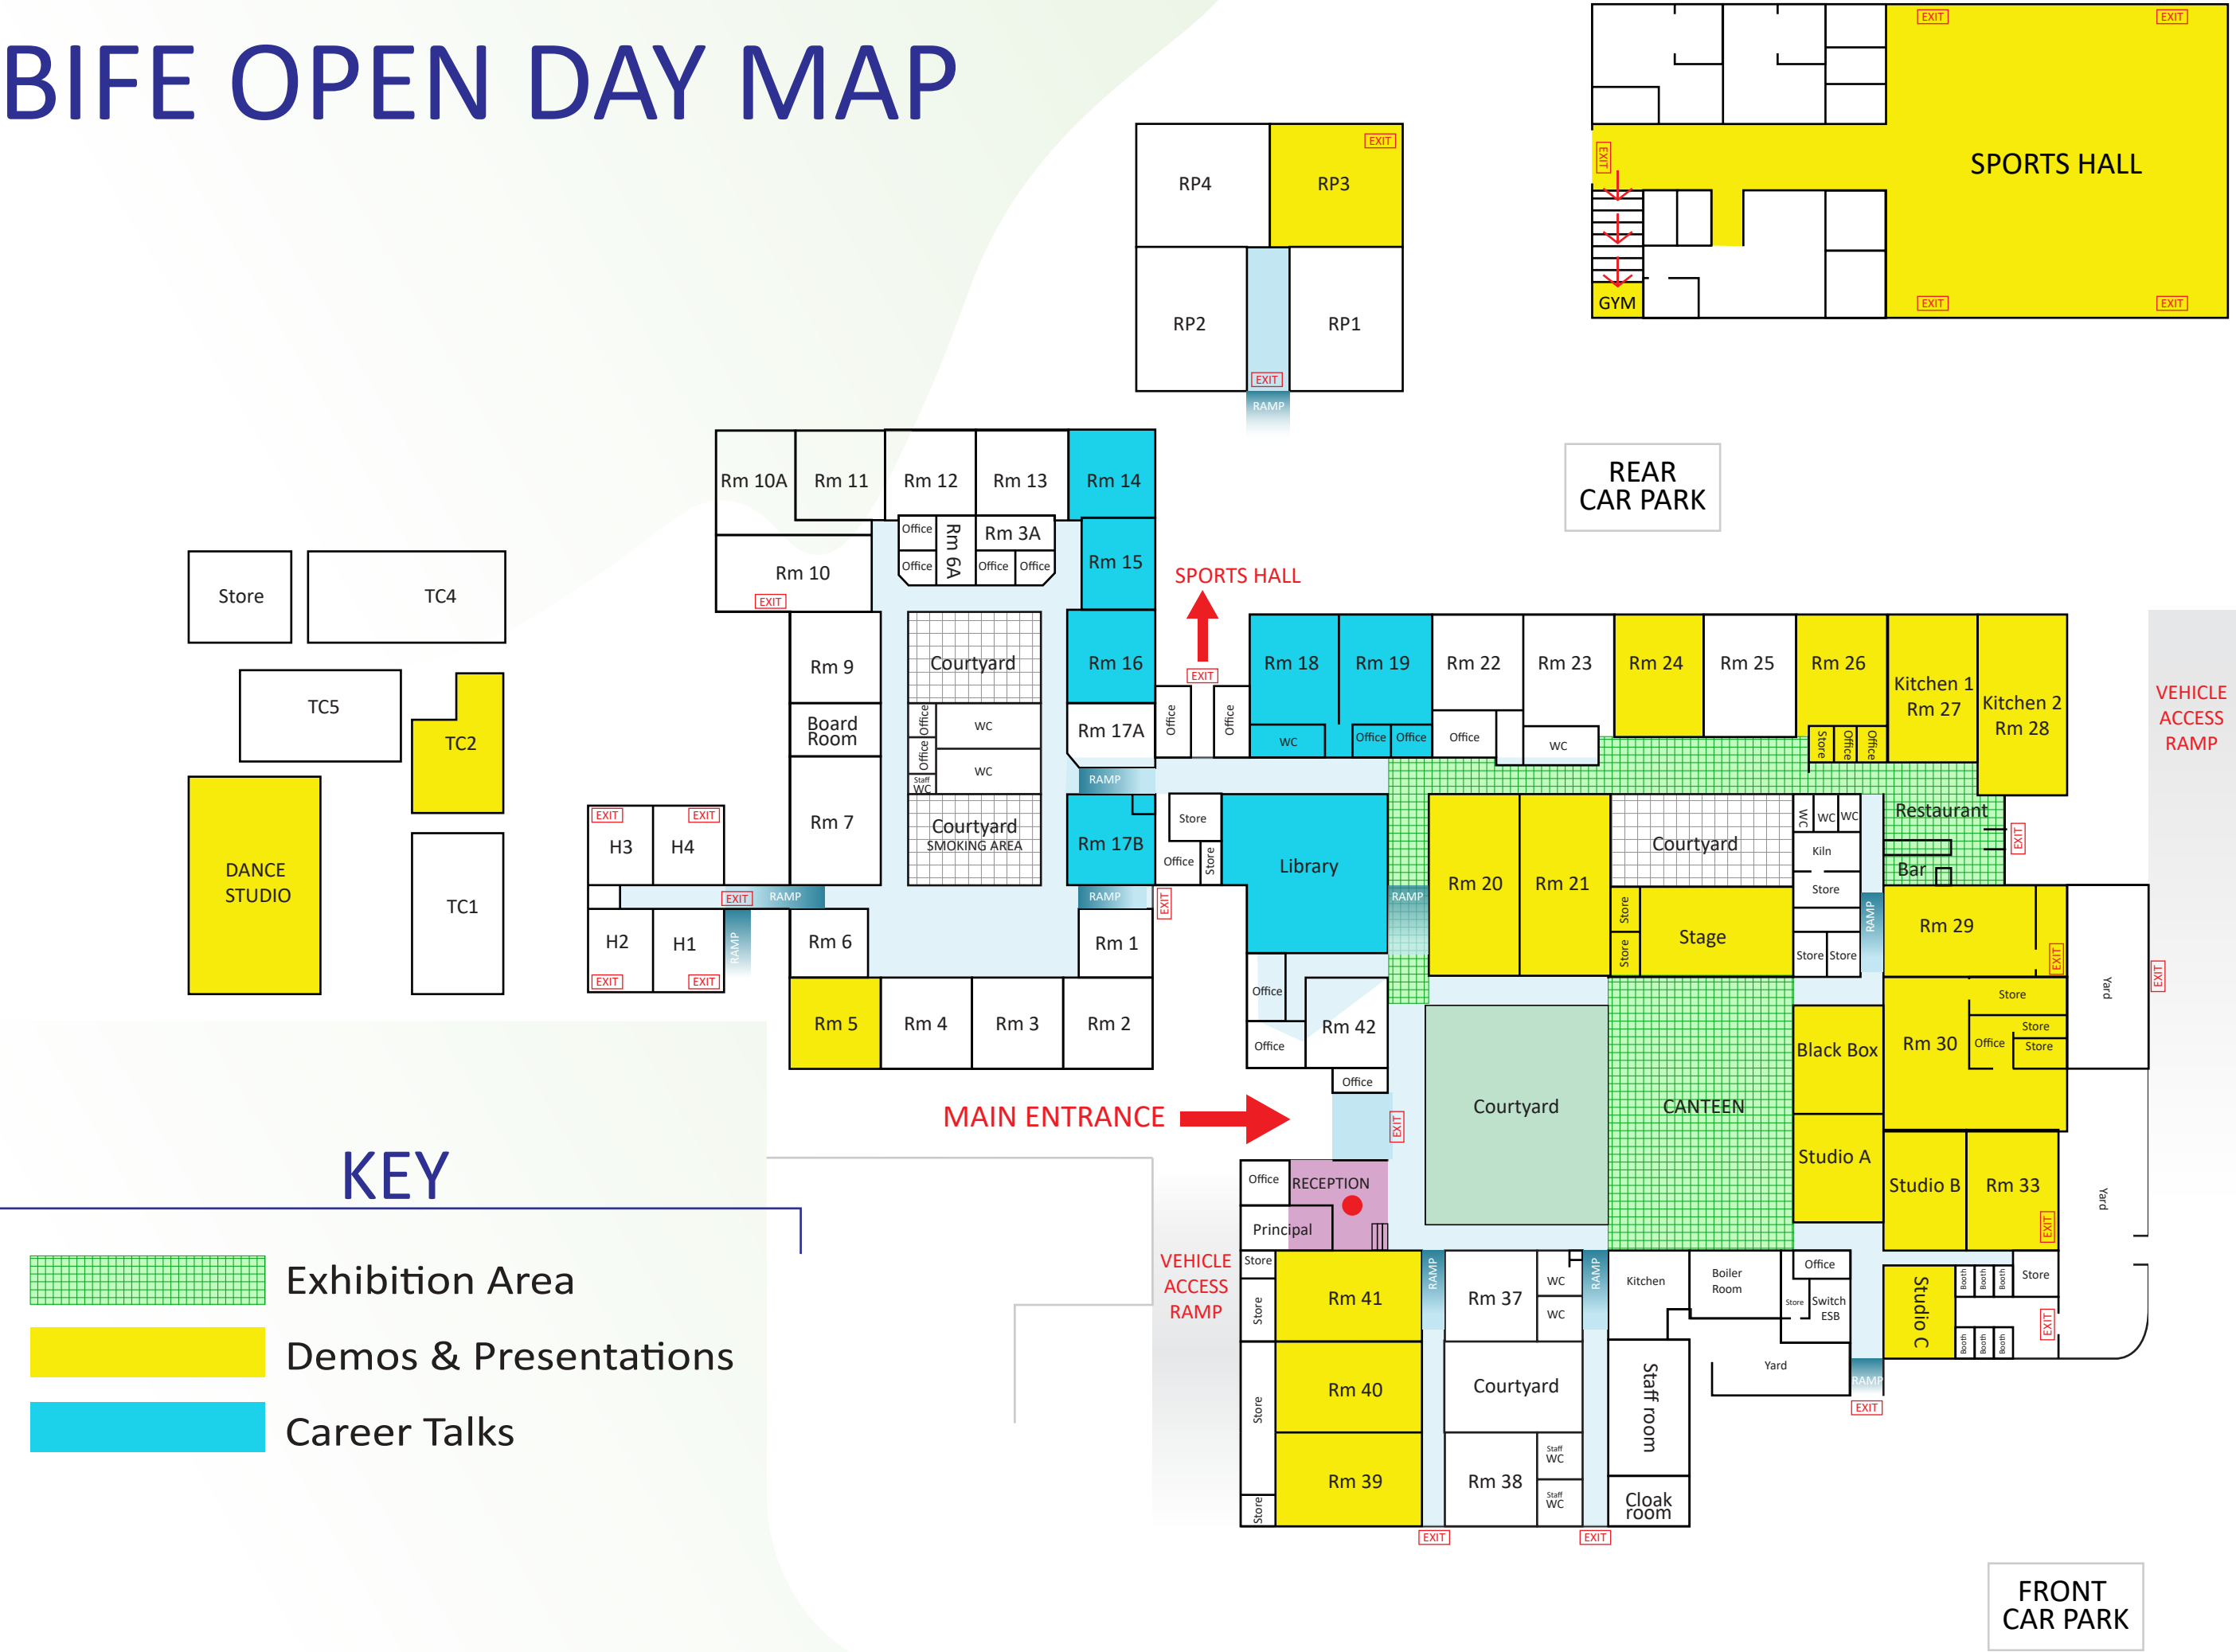 BIFE OPEN DAY MAP
EXIT
EXIT
SPORTS HALL
EXIT
GYM
EXIT
EXIT
RP4
RP3
EXIT
RP2
RP1
EXIT
RAMP
REAR
CAR PARK
Rm 10A
Rm 11
Rm 12
Rm 13
Rm 14
Office
Office
Rm 6A
Rm 3A
Office
Office
Rm 15
Rm 10
EXIT
Rm 9
Courtyard
Rm 16
Board
Room
Office
WC
Rm 17A
Office
Staff
WC
WC
RAMP
Rm 7
Courtyard
SMOKING AREA
Rm 17B
RAMP
EXIT
Rm 6
Rm 1
Rm 5
Rm 4
Rm 3
Rm 2
Store
TC4
TC5
TC2
DANCE
STUDIO
TC1
EXIT
EXIT
H3
H4
EXIT
RAMP
RAMP
H2
H1
EXIT
EXIT
SPORTS HALL
EXIT
Office
Office
Rm 18
Rm 19
Rm 22
Rm 23
Rm 24
Rm 25
Rm 26
Kitchen 1
Rm 27
Kitchen 2
Rm 28
WC
Office
Office
Office
WC
Store
Office
Office
VEHICLE
ACCESS
RAMP
Store
Office
Store
Library
RAMP
Rm 20
Rm 21
Courtyard
Store
Store
Stage
WC
WC
WC
Kiln
Store
Store
Store
RAMP
Restaurant
Bar
EXIT
Rm 29
EXIT
Yard
EXIT
Office
Office
Rm 42
Office
Courtyard
CANTEEN
Black Box
Rm 30
Store
Store
Office
Store
MAIN ENTRANCE
EXIT
Studio A
Studio B
Rm 33
EXIT
Yard
Office
RECEPTION
Principal
VEHICLE
ACCESS
RAMP
Store
Store
Rm 41
RAMP
Rm 37
WC
WC
RAMP
Kitchen
Boiler
Room
Office
Store
Switch
ESB
Studio C
Booth
Booth
Booth
Store
Booth
Booth
Booth
EXIT
Store
Rm 40
Courtyard
Staff room
Yard
RAMP
EXIT
Store
Rm 39
Rm 38
Staff
WC
Staff
WC
Cloak
room
EXIT
EXIT
FRONT
CAR PARK
KEY
Exhibition Area
Demos & Presentations
Career Talks